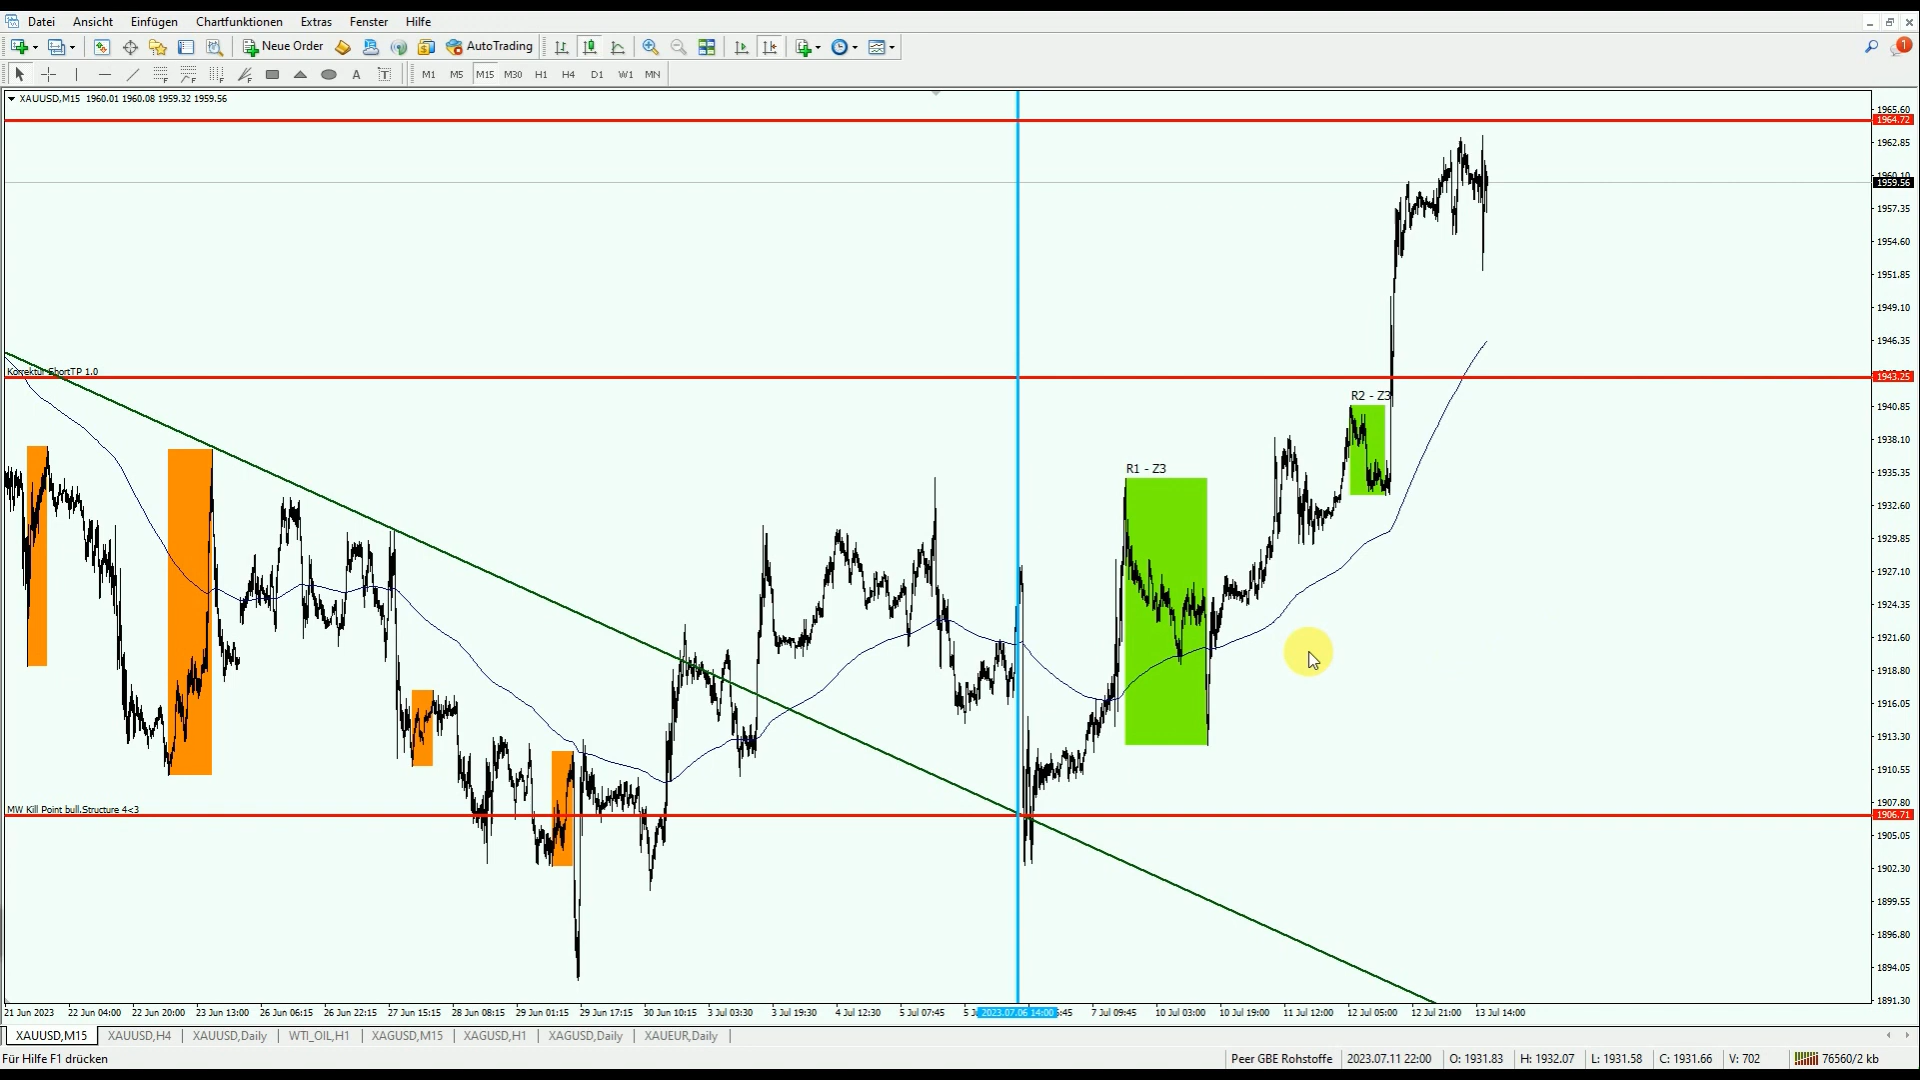 Datei Ansicht Einfügen Chartfunktionen Extras Fenster Hilfe
Neue Order AutoTrading 1
A T M1 M5 M15 M30 H1 H4 D1 W1 MN
XAUUSD,M15 1960.01 1960.08 1959.32 1959.56
1965.60
1964.72
1962.85
1960.10
1959.56
1957.35
1954.60
1951.85
1949.10
1946.35
Korrektur ShortTP 1.0
1943.25
R2 - Z3
1940.85
1938.10
R1 - Z3
1935.35
1932.60
1929.85
1927.10
1924.35
1921.60
1918.80
1916.05
1913.30
1910.55
1907.80
MW Kill Point bull.Structure 4<3
1906.71
1905.05
1902.30
1899.55
1896.80
1894.05
1891.30
21 Jun 2023 22 Jun 04:00 22 Jun 20:00 23 Jun 13:00 26 Jun 06:15 26 Jun 22:15 27 Jun 15:15 28 Jun 08:15 29 Jun 01:15 29 Jun 17:15 30 Jun 10:15 3 Jul 03:30 3 Jul 19:30 4 Jul 12:30 5 Jul 07:45 2023.07.06 14:00 7 Jul 09:45 10 Jul 03:00 10 Jul 19:00 11 Jul 12:00 12 Jul 05:00 12 Jul 21:00 13 Jul 14:00
XAUUSD,M15 XAUUSD,H4 XAUUSD,Daily WTI_OIL,H1 XAGUSD,M15 XAGUSD,H1 XAGUSD,Daily XAUEUR,Daily
Für Hilfe F1 drücken Peer GBE Rohstoffe 2023.07.11 22:00 O: 1931.83 H: 1932.07 L: 1931.58 C: 1931.66 V: 702 76560/2 kb